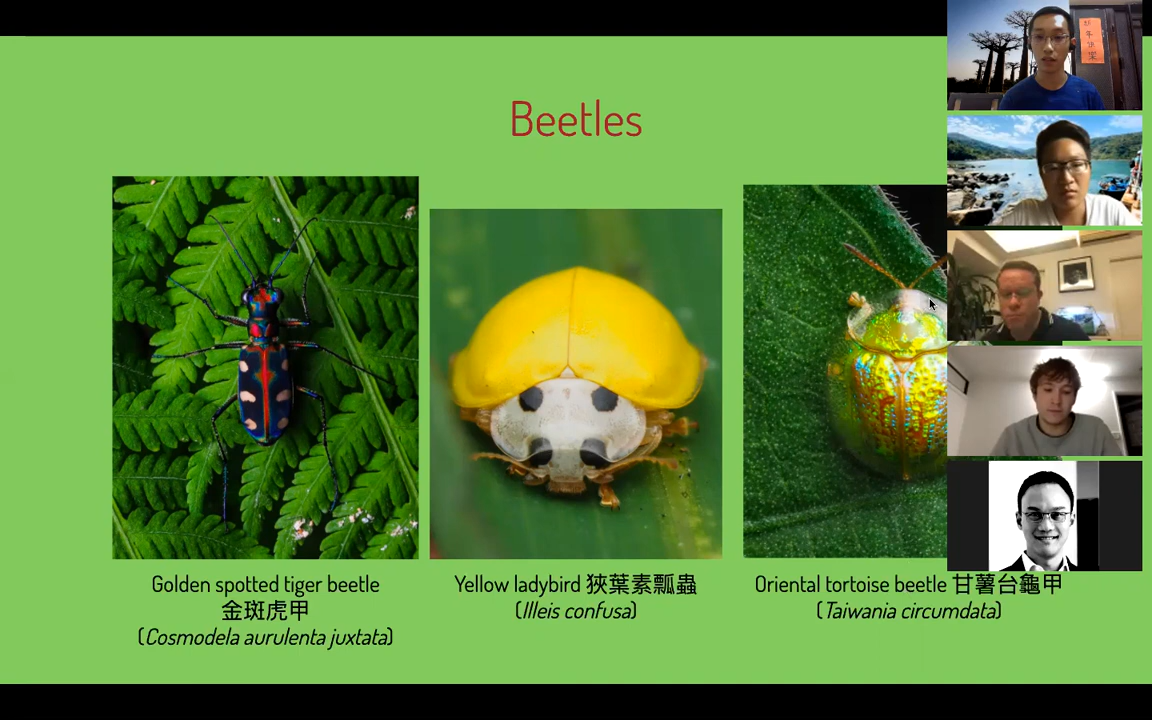 Beetles
Golden spotted tiger beetle
金斑虎甲
(Cosmodela aurulenta juxtata)
Yellow ladybird 狹葉素瓢蟲
(Illeis confusa)
Oriental tortoise beetle 甘薯台龜甲
(Taiwania circumdata)